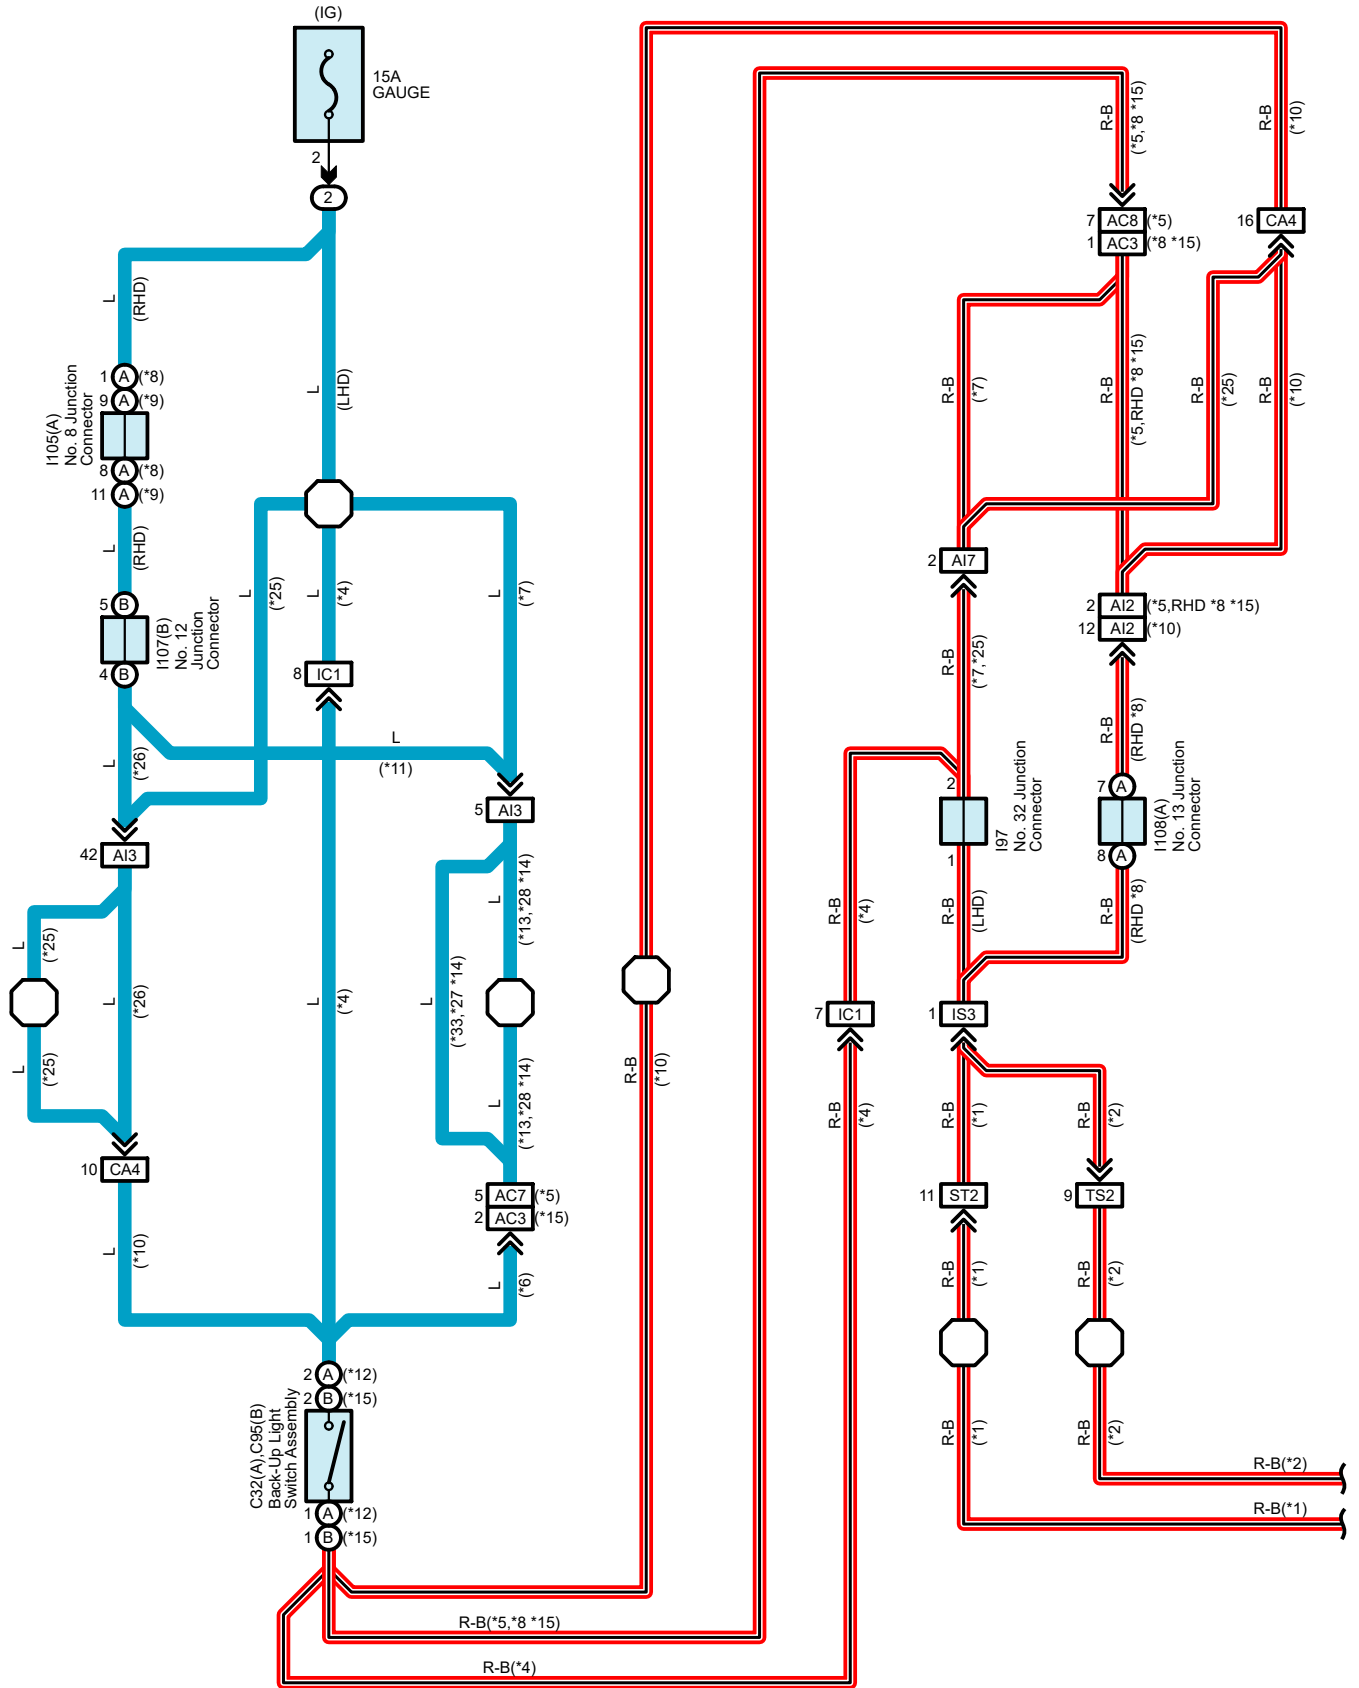 (IG)
15A
GAUGE
2
2
L
(RHD)
1 A (*8)
9 A (*9)
I105(A)
No. 8 Junction
Connector
8 A (*8)
11 A (*9)
L
(RHD)
5 B
I107(B)
No. 12
Junction
Connector
4 B
L
(LHD)
L
(*25)
L
(*4)
L
(*7)
8 IC1
L
(*11)
L
(*26)
5 AI3
42 AI3
L
(*25)
L
(*26)
L
(*25)
L
(*4)
L
(*13,*28 *14)
L
(*33,*27 *14)
L
(*13,*28 *14)
10 CA4
5 AC7 (*5)
2 AC3 (*15)
L
(*10)
L
(*6)
2 A (*12)
2 B (*15)
C32(A),C95(B)
Back-Up Light
Switch Assembly
1 A (*12)
1 B (*15)
R-B(*5,*8 *15)
R-B(*4)
R-B
(*10)
R-B
(*5,*8 *15)
R-B
(*10)
7 AC8 (*5)
1 AC3 (*8 *15)
16 CA4
R-B
(*7)
R-B
(*5,RHD *8 *15)
R-B
(*25)
R-B
(*10)
2 AI7
2 AI2 (*5,RHD *8 *15)
12 AI2 (*10)
R-B
(*7,*25)
R-B
(RHD *8)
2
I97
No. 32 Junction
Connector
1
7 A
I108(A)
No. 13 Junction
Connector
8 A
R-B
(*4)
R-B
(LHD)
R-B
(RHD *8)
7 IC1
1 IS3
R-B
(*4)
R-B
(*1)
R-B
(*2)
11 ST2
9 TS2
R-B
(*1)
R-B
(*2)
R-B
(*1)
R-B
(*2)
R-B(*2)
R-B(*1)